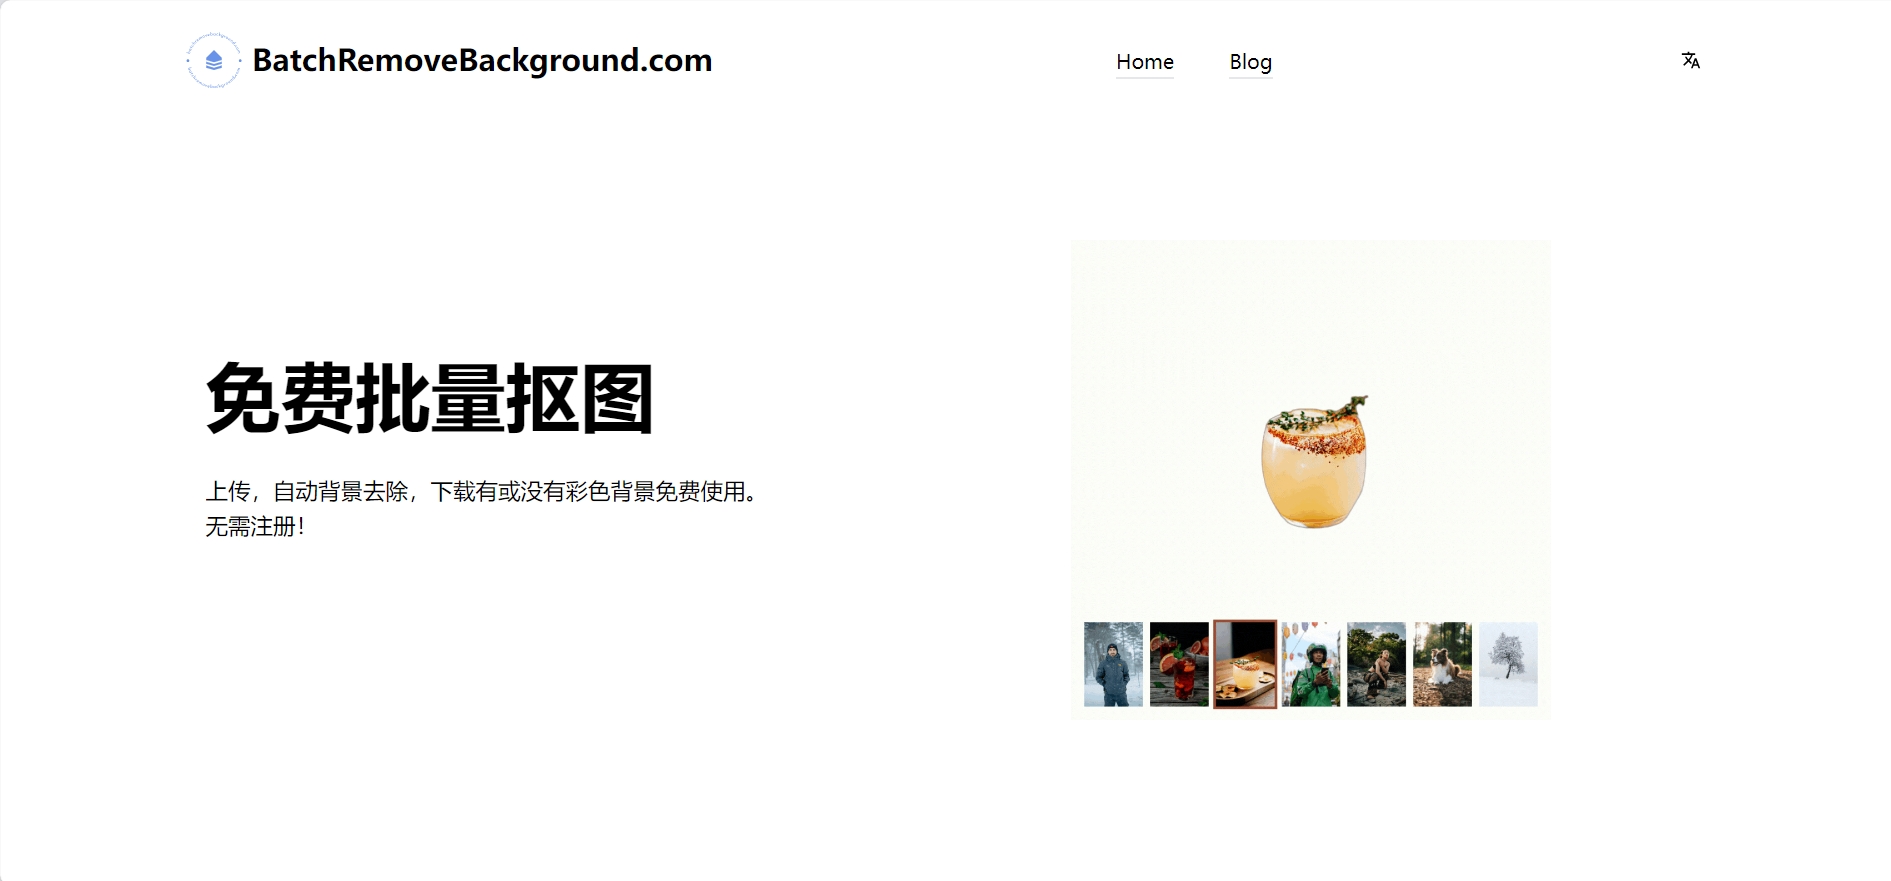 BatchRemoveBackground.com
Home
Blog
免费批量抠图
上传，自动背景去除，下载有或没有彩色背景免费使用。
无需注册！